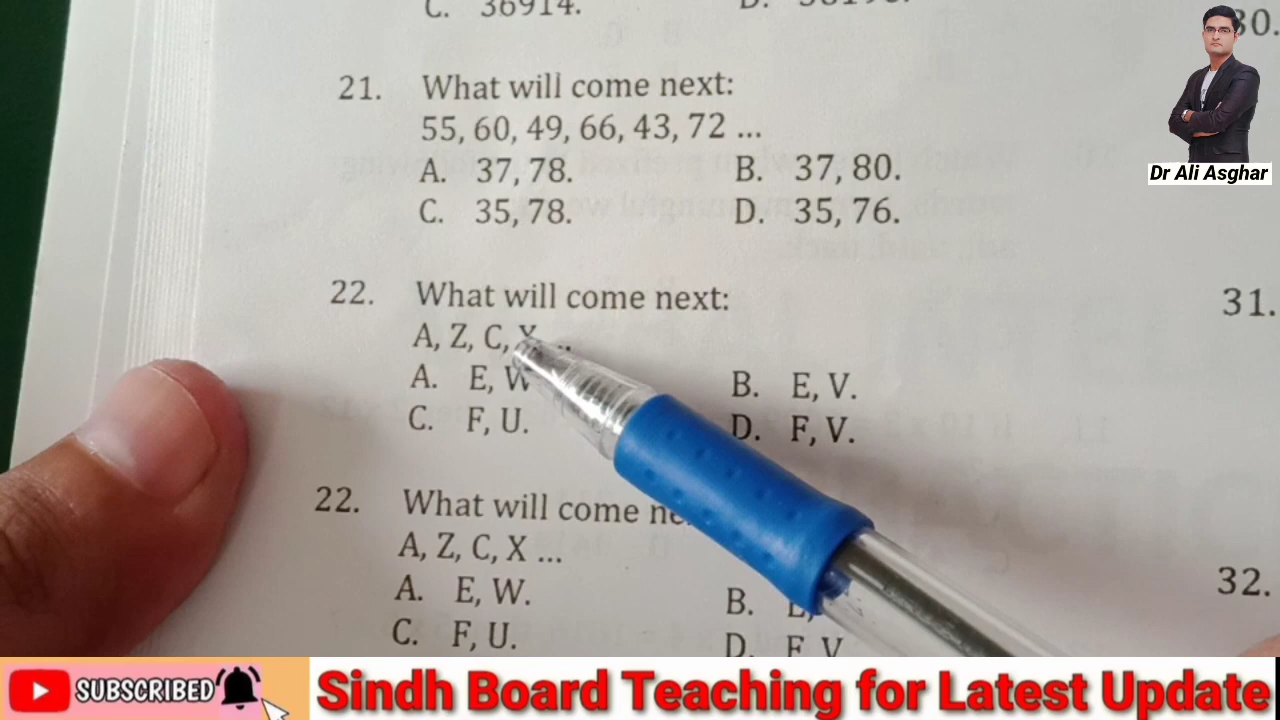 C. 36914.
30.
21. What will come next:
55, 60, 49, 66, 43, 72 ...
A. 37, 78. B. 37, 80.
C. 35, 78. D. 35, 76.
Dr Ali Asghar
22. What will come next:
A, Z, C, X ...
A. E, W B. E, V.
C. F, U. D. F, V.
31.
22. What will come
A, Z, C, X ...
A. E, W. B.
C. F, U. D. F, V
32.
SUBSCRIBED
Sindh Board Teaching for Latest Update